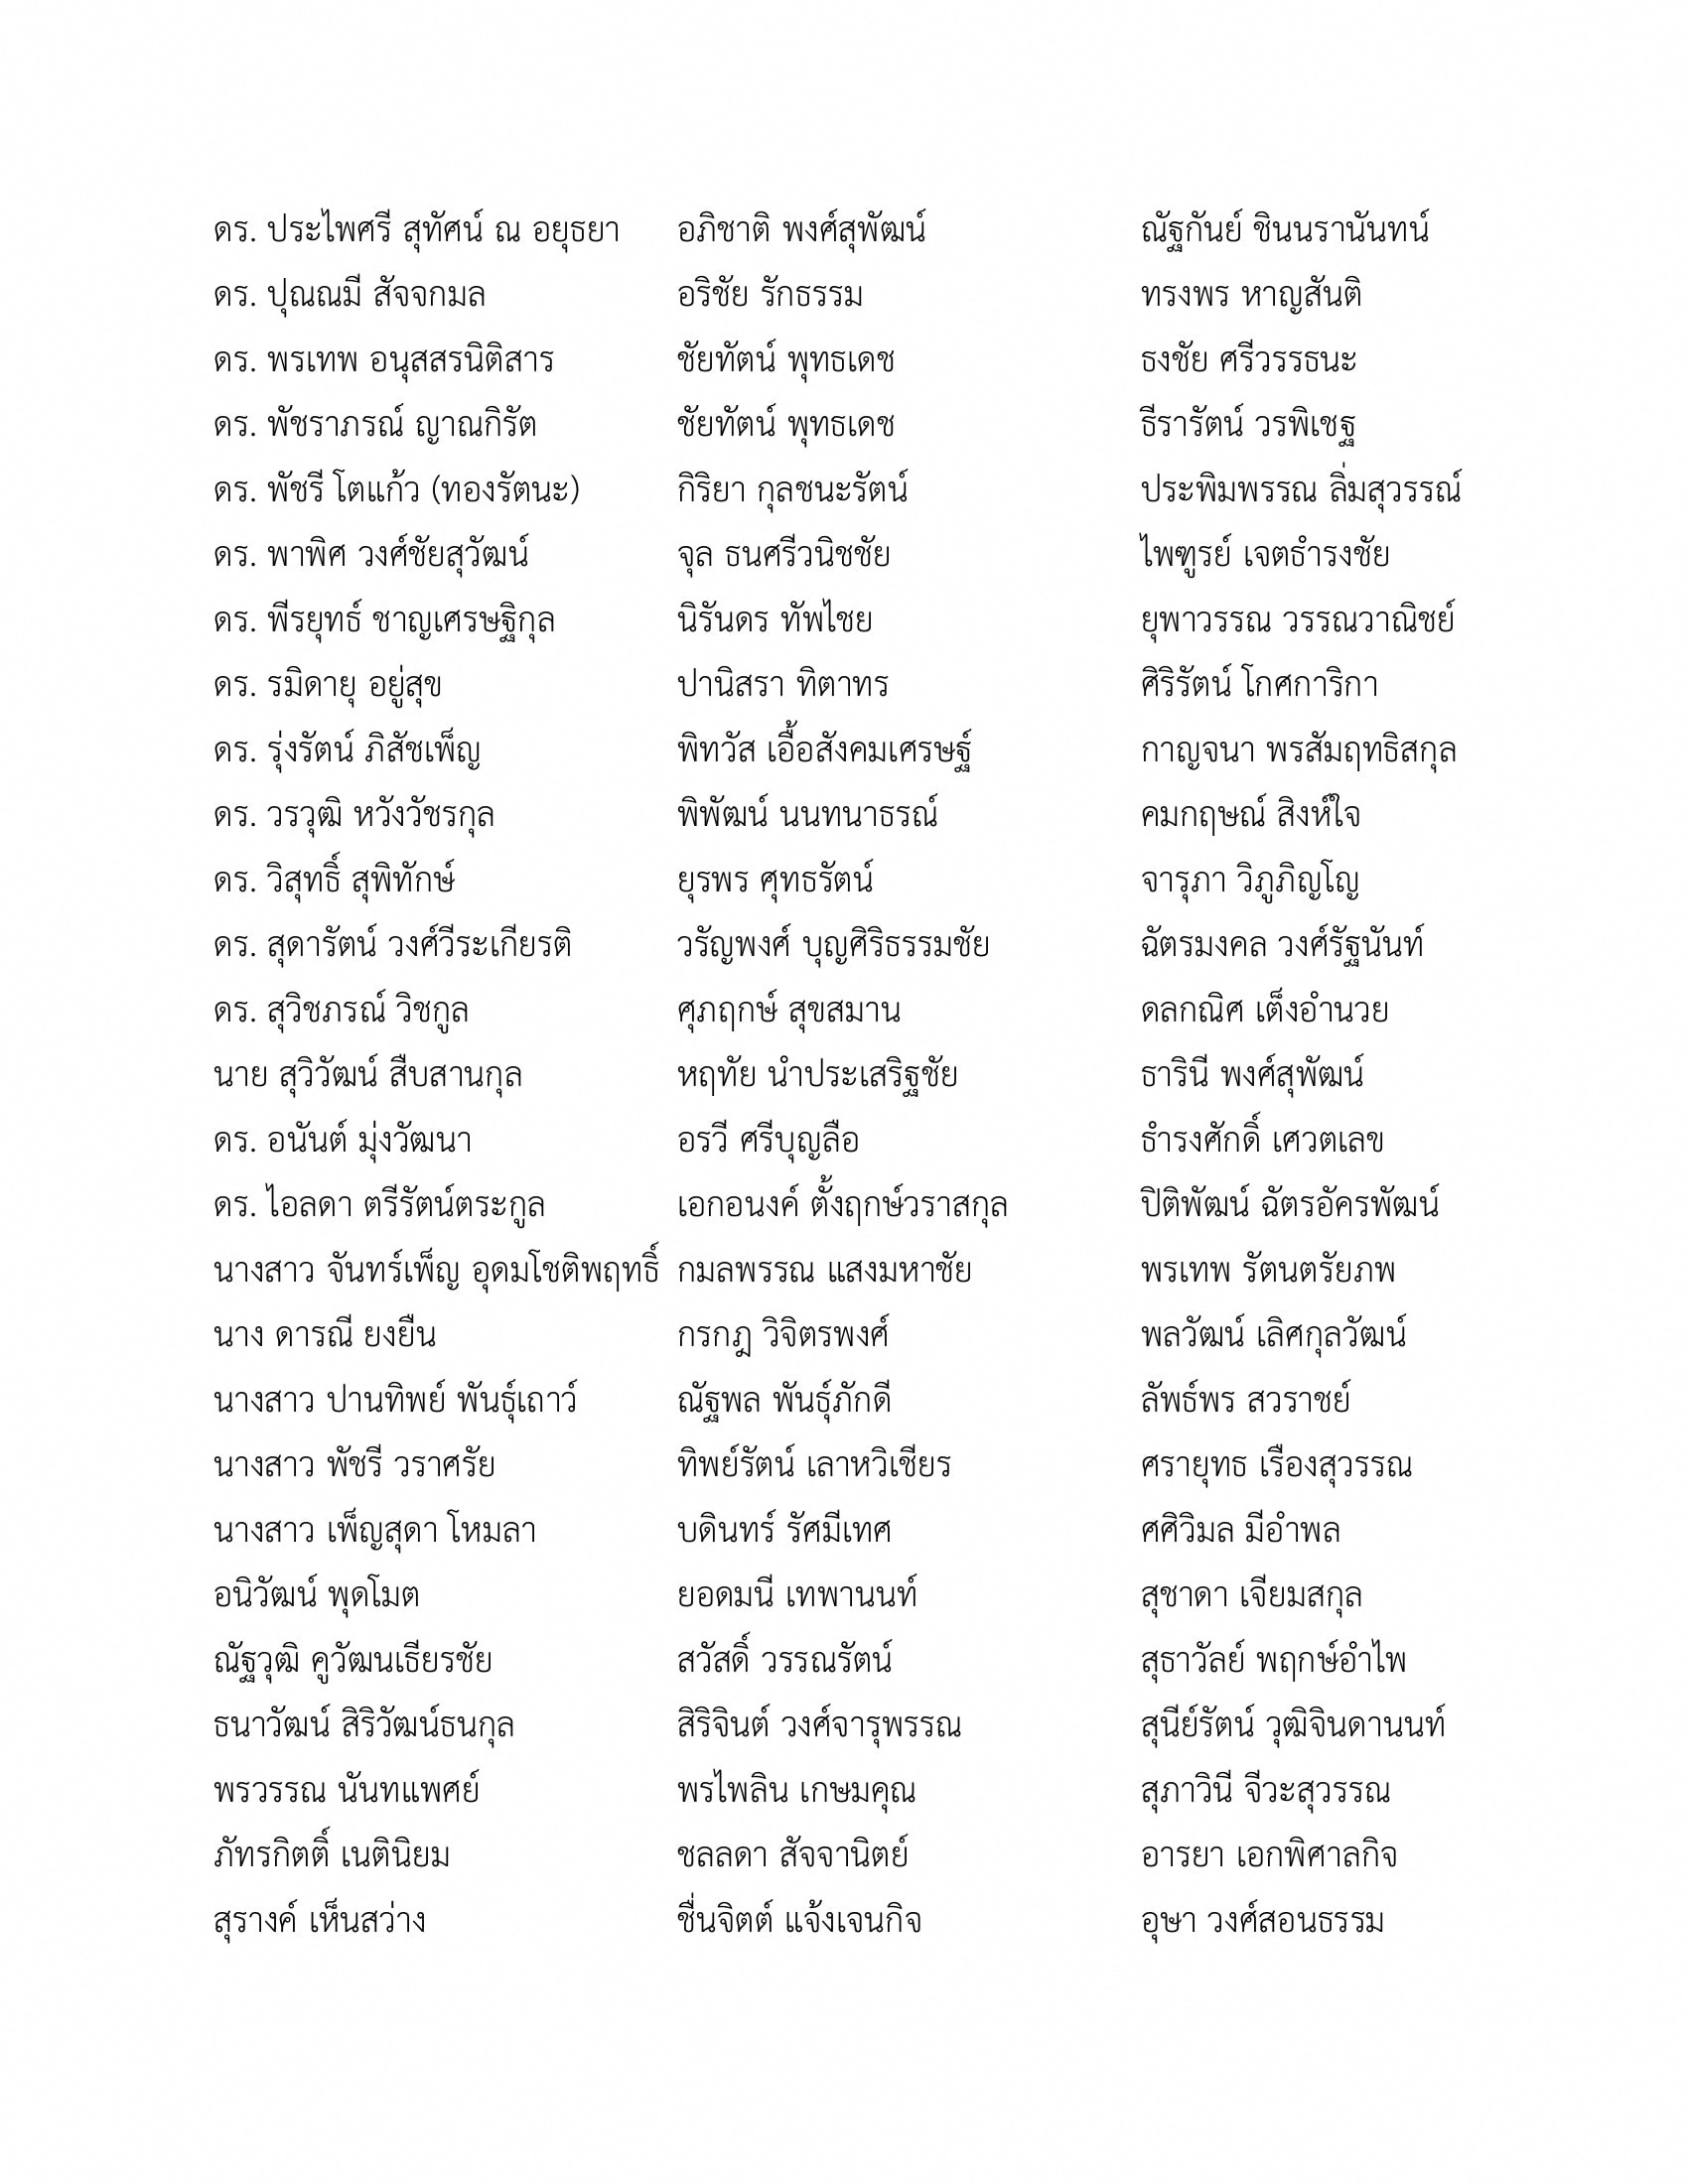 ดร. ประไพศรี สุทัศน์ ณ อยุธยา
ดร. ปุณณมี สัจจกมล
ดร. พรเทพ อนุสสรนิติสาร
ดร. พัชราภรณ์ ญาณภิรัต
ดร. พัชรี โตแก้ว (ทองรัตนะ)
ดร. พาพิศ วงศ์ชัยสุวัฒน์
ดร. พีรยุทธ์ ชาญเศรษฐิกุล
ดร. รมิดายุ อยู่สุข
ดร. รุ่งรัตน์ ภิสัชเพ็ญ
ดร. วรวุฒิ หวังวัชรกุล
ดร. วิสุทธิ์ สุพิทักษ์
ดร. สุดารัตน์ วงศ์วีระเกียรติ
ดร. สุวิชภรณ์ วิชกูล
นาย สุวิวัฒน์ สืบสานกุล
ดร. อนันต์ มุ่งวัฒนา
ดร. ไอลดา ตรีรัตน์ตระกูล
นางสาว จันทร์เพ็ญ อุดมโชติพฤทธิ์
นาง ดารณี ยงยืน
นางสาว ปานทิพย์ พันธุ์เถาว์
นางสาว พัชรี วราศรัย
นางสาว เพ็ญสุดา โหมลา
อนิวัฒน์ พุดโมต
ณัฐวุฒิ คูวัฒนเธียรชัย
ธนาวัฒน์ สิริวัฒน์ธนกุล
พรวรรณ นันทแพศย์
ภัทรกิตติ์ เนตินิยม
สุรางค์ เห็นสว่าง
อภิชาติ พงศ์สุพัฒน์
อริชัย รักธรรม
ชัยทัตน์ พุทธเดช
ชัยทัตน์ พุทธเดช
กิริยา กุลชนะรัตน์
จุล ธนศรีวนิชชัย
นิรันดร ทัพไชย
ปานิสรา ทิตาทร
พิทวัส เอื้อสังคมเศรษฐ์
พิพัฒน์ นนทนาธรณ์
ยุรพร ศุทธรัตน์
วรัญพงศ์ บุญศิริธรรมชัย
ศุภฤกษ์ สุขสมาน
หฤทัย นำประเสริฐชัย
อรวี ศรีบุญลือ
เอกอนงค์ ตั้งฤกษ์วราสกุล
กมลพรรณ แสงมหาชัย
กรกฎ วิจิตรพงศ์
ณัฐพล พันธุ์ภักดี
ทิพย์รัตน์ เลาหวิเชียร
บดินทร์ รัศมีเทศ
ยอดมนี เทพานนท์
สวัสดิ์ วรรณรัตน์
สิริจินต์ วงศ์จารุพรรณ
พรไพลิน เกษมคุณ
ชลลดา สัจจานิตย์
ชื่นจิตต์ แจ้งเจนกิจ
ณัฐกันย์ ชินนรานันทน์
ทรงพร หาญสันติ
ธงชัย ศรีวรรธนะ
ธีรารัตน์ วรพิเชฐ
ประพิมพรรณ ลิ่มสุวรรณ์
ไพฑูรย์ เจตธำรงชัย
ยุพาวรรณ วรรณวาณิชย์
ศิริรัตน์ โกศการิกา
กาญจนา พรสัมฤทธิสกุล
คมกฤษณ์ สิงห์ใจ
จารุภา วิภูภิญโญ
ฉัตรมงคล วงศ์รัฐนันท์
ดลกณิศ เต็งอำนวย
ธารินี พงศ์สุพัฒน์
ธำรงศักดิ์ เศวตเลข
ปิติพัฒน์ ฉัตรอัครพัฒน์
พรเทพ รัตนตรัยภพ
พลวัฒน์ เลิศกุลวัฒน์
ลัพธ์พร สวราชย์
ศรายุทธ เรืองสุวรรณ
ศศิวิมล มีอำพล
สุชาดา เจียมสกุล
สุธาวัลย์ พฤกษ์อำไพ
สุนีย์รัตน์ วุฒิจินดานนท์
สุภาวินี จีวะสุวรรณ
อารยา เอกพิศาลกิจ
อุษา วงศ์สอนธรรม